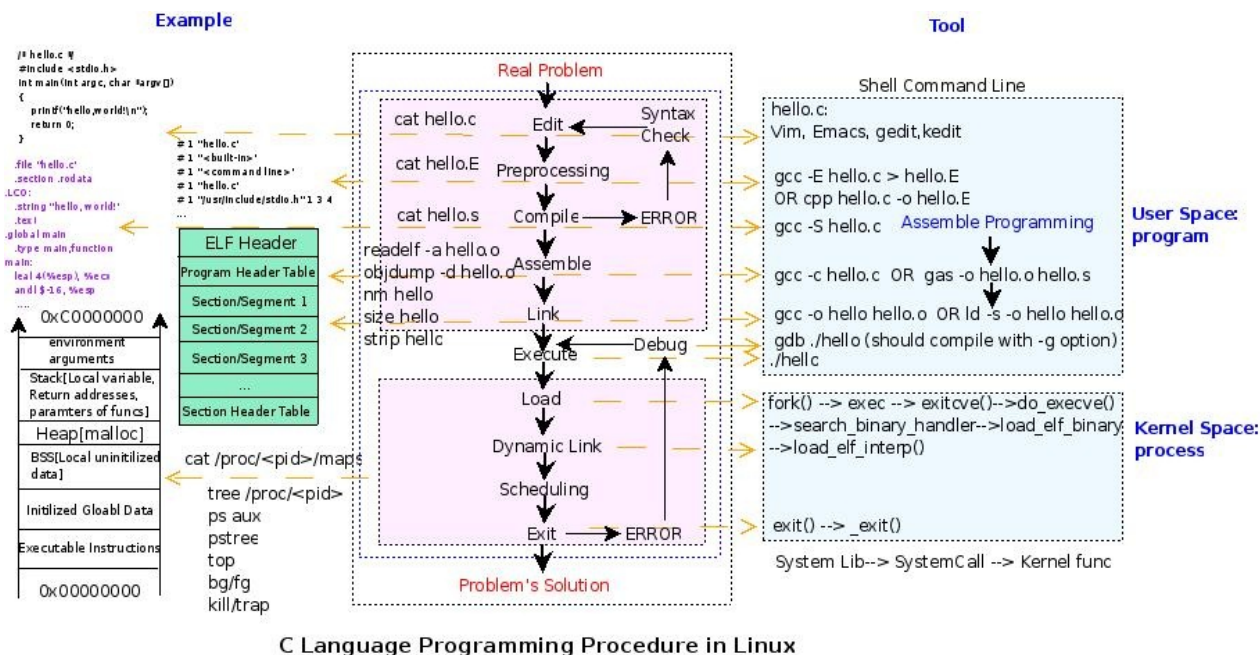 Example
/* hello.c */
#include <stdio.h>
int main(int argc, char *argv[])
{
printf("hello,world!\n");
return 0;
}
.file "hello.c"
.section .rodata
.LC0:
.string "hello, world!"
.text
.global main
.type main,function
main:
leal 4(%esp), %ecx
andl $-16, %esp
....
# 1 "hello.c"
# 1 "<built-in>"
# 1 "<command line>"
# 1 "hello.c"
# 1 "/usr/include/stdio.h" 1 3 4
...
ELF Header
Program Header Table
Section/Segment 1
Section/Segment 2
Section/Segment 3
...
Section Header Table
0xC0000000
environment
arguments
Stack[Local variable,
Return addresses,
paramters of funcs]
Heap[malloc]
BSS[Local uninitilized
data]
Initilized Gloabl Data
Executable Instructions
0x00000000
cat hello.c
cat hello.E
cat hello.s
readelf -a hello.o
objdump -d hello.o
nm hello
size hello
strip hello
cat /proc/<pid>/maps
tree /proc/<pid>
ps aux
pstree
top
bg/fg
kill/trap
Real Problem
Edit
Syntax
Check
Preprocessing
Compile
ERROR
Assemble
Link
Execute
Debug
Load
Dynamic Link
Scheduling
Exit
ERROR
Problem's Solution
Tool
Shell Command Line
hello.c:
Vim, Emacs, gedit,kedit
gcc -E hello.c > hello.E
OR cpp hello.c -o hello.E
gcc -S hello.c
Assemble Programming
gcc -c hello.c OR gas -o hello.o hello.s
gcc -o hello hello.o OR ld -s -o hello hello.o
gdb ./hello (should compile with -g option)
./hello
User Space:
program
fork() --> exec --> exitcve()-->do_execve()
-->search_binary_handler-->load_elf_binary
-->load_elf_interp()
exit() --> _exit()
Kernel Space:
process
System Lib--> SystemCall --> Kernel func
C Language Programming Procedure in Linux